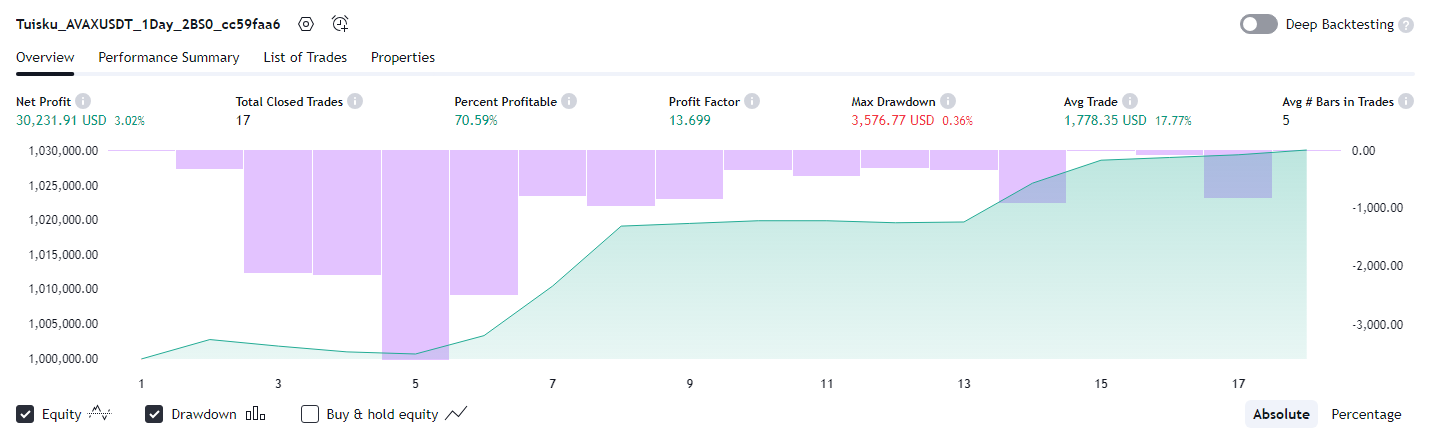 Tuisku_AVAXUSDT_1Day_2BS0_cc59faa6 Deep Backtesting ?
Overview Performance Summary List of Trades Properties
Net Profit i Total Closed Trades i Percent Profitable i Profit Factor i Max Drawdown i Avg Trade i Avg # Bars in Trades i
30,231.91 USD 3.02% 17 70.59% 13.699 3,576.77 USD 0.36% 1,778.35 USD 17.77% 5
1,030,000.00 0.00
1,025,000.00
1,020,000.00 -1,000.00
1,015,000.00
1,010,000.00 -2,000.00
1,005,000.00 -3,000.00
1,000,000.00
1 3 5 7 9 11 13 15 17
Equity Drawdown Buy & hold equity Absolute Percentage